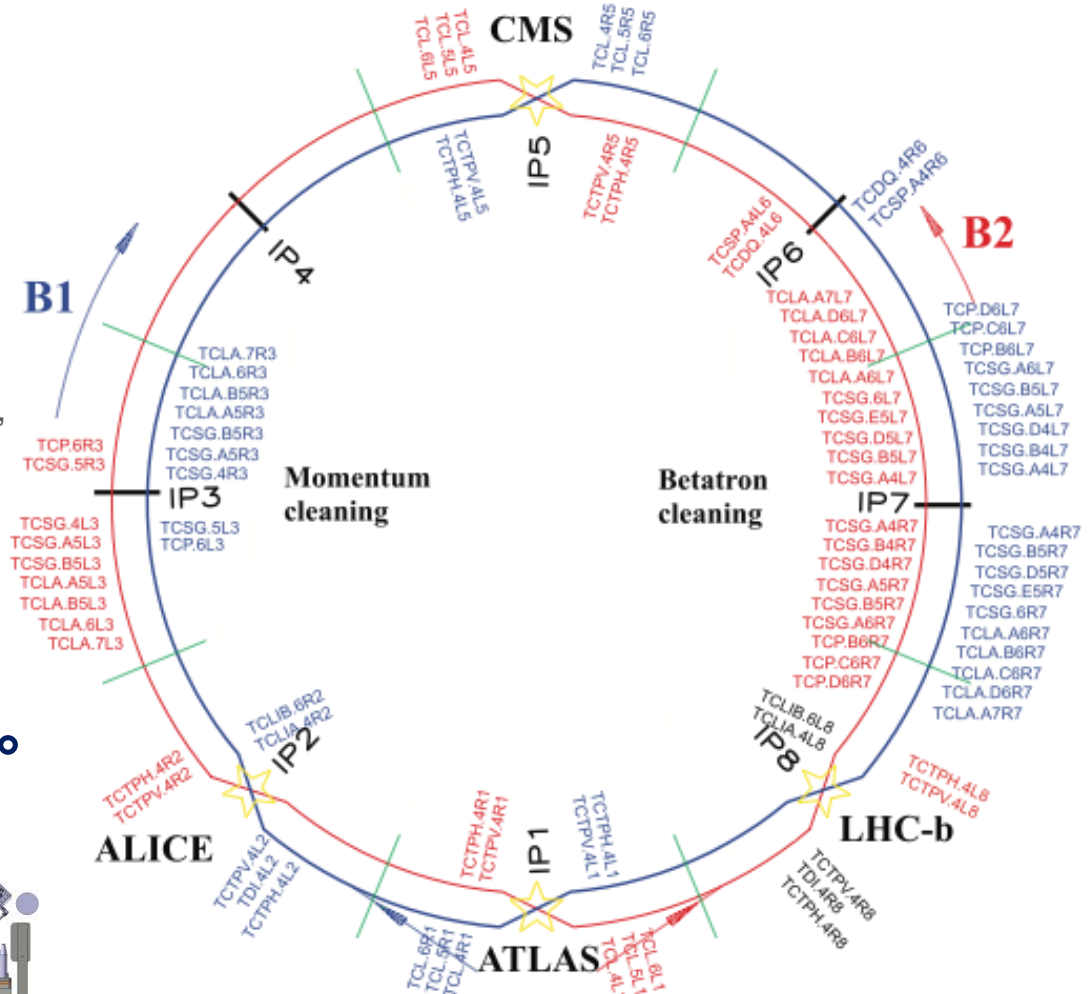 CMS
TCL.4L5
TCL.5L5
TCL.6L5
TCL.4R5
TCL.5R5
TCL.6R5
IP5
TCTPV.4L5
TCTPH.4L5
TCTPV.4R5
TCTPH.4R5
TCDQ.4R6
TCSP.A4R6
TCSP.A4L6
TCDQ.4L6
IP6
IP4
B1
B2
TCLA.A7L7
TCLA.D6L7
TCLA.C6L7
TCLA.B6L7
TCLA.A6L7
TCSG.6L7
TCSG.E5L7
TCSG.D5L7
TCSG.B5L7
TCSG.A4L7
TCP.D6L7
TCP.C6L7
TCP.B6L7
TCSG.A6L7
TCSG.B5L7
TCSG.A5L7
TCSG.D4L7
TCSG.B4L7
TCSG.A4L7
TCLA.7R3
TCLA.6R3
TCLA.B5R3
TCLA.A5R3
TCSG.B5R3
TCSG.A5R3
TCSG.4R3
TCP.6R3
TCSG.5R3
IP3
Momentum
cleaning
Betatron
cleaning
IP7
TCSG.5L3
TCP.6L3
TCSG.4L3
TCSG.A5L3
TCSG.B5L3
TCLA.A5L3
TCLA.B5L3
TCLA.6L3
TCLA.7L3
TCSG.A4R7
TCSG.B4R7
TCSG.D4R7
TCSG.A5R7
TCSG.B5R7
TCSG.A6R7
TCP.B6R7
TCP.C6R7
TCP.D6R7
TCSG.A4R7
TCSG.B5R7
TCSG.D5R7
TCSG.E5R7
TCSG.6R7
TCLA.A6R7
TCLA.B6R7
TCLA.C6R7
TCLA.D6R7
TCLA.A7R7
TCLIB.6R2
TCLIA.4R2
IP2
TCLIB.6L8
TCLIA.4L8
IP8
TCTPH.4R2
TCTPV.4R2
TCTPH.4L8
TCTPV.4L8
ALICE
LHC-b
TCTPV.4L2
TDI.4L2
TCTPH.4L2
TCTPH.4R1
TCTPV.4R1
IP1
TCTPH.4L1
TCTPV.4L1
TCTPV.4R8
TDI.4R8
TCTPH.4R8
TCL.6R1
TCL.5R1
TCL.4R1
ATLAS
TCL.6L1
TCL.5L1